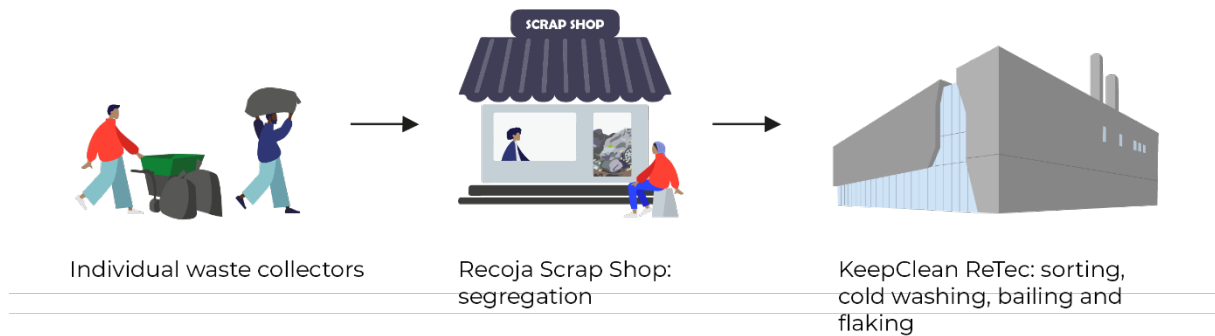 SCRAP SHOP
Individual waste collectors
Recoja Scrap Shop:
segregation
KeepClean ReTec: sorting,
cold washing, bailing and
flaking